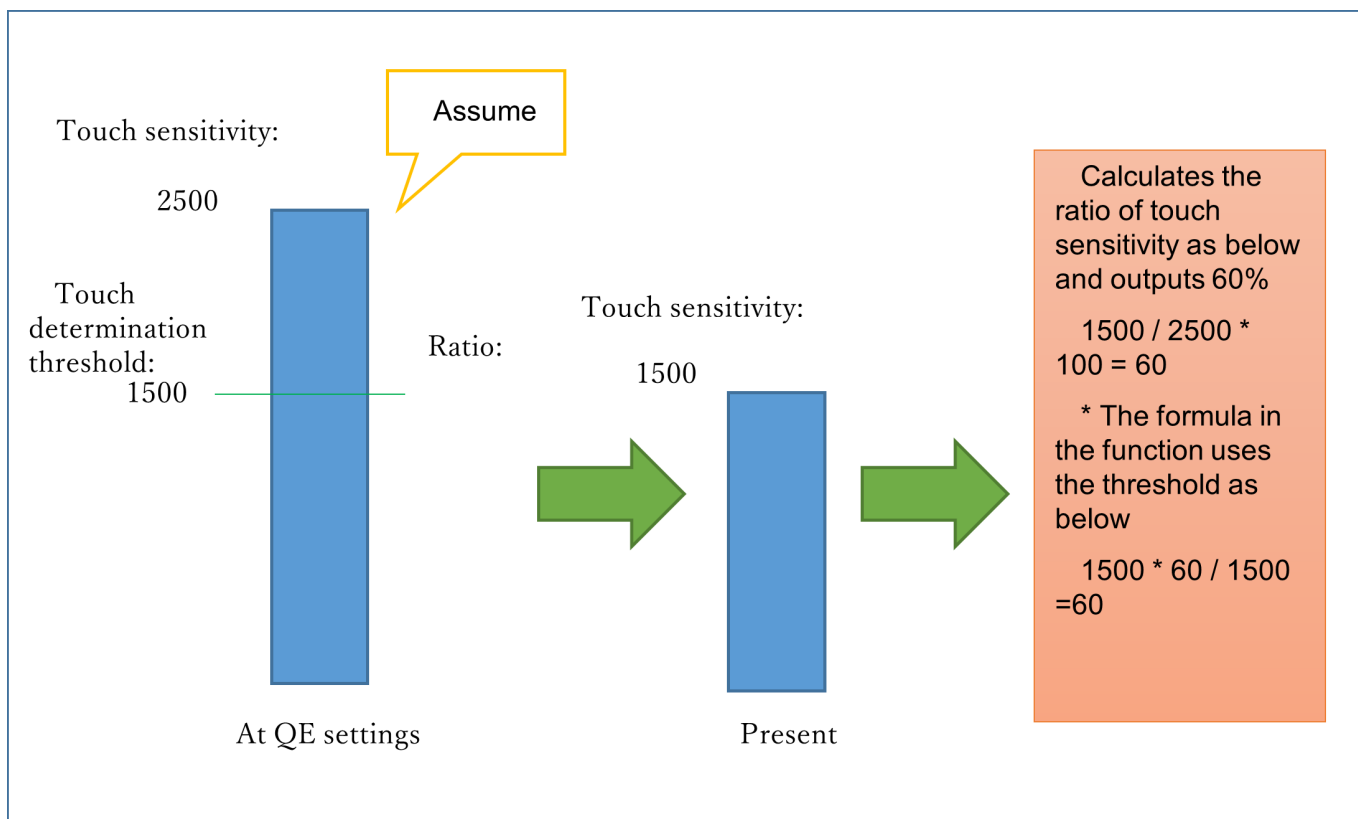 Assume
Touch sensitivity:
2500
Touch
determination
threshold:
1500
Ratio:
Touch sensitivity:
1500
At QE settings
Present
Calculates the
ratio of touch
sensitivity as below
and outputs 60%
1500 / 2500 *
100 = 60
* The formula in
the function uses
the threshold as
below
1500 * 60 / 1500
=60